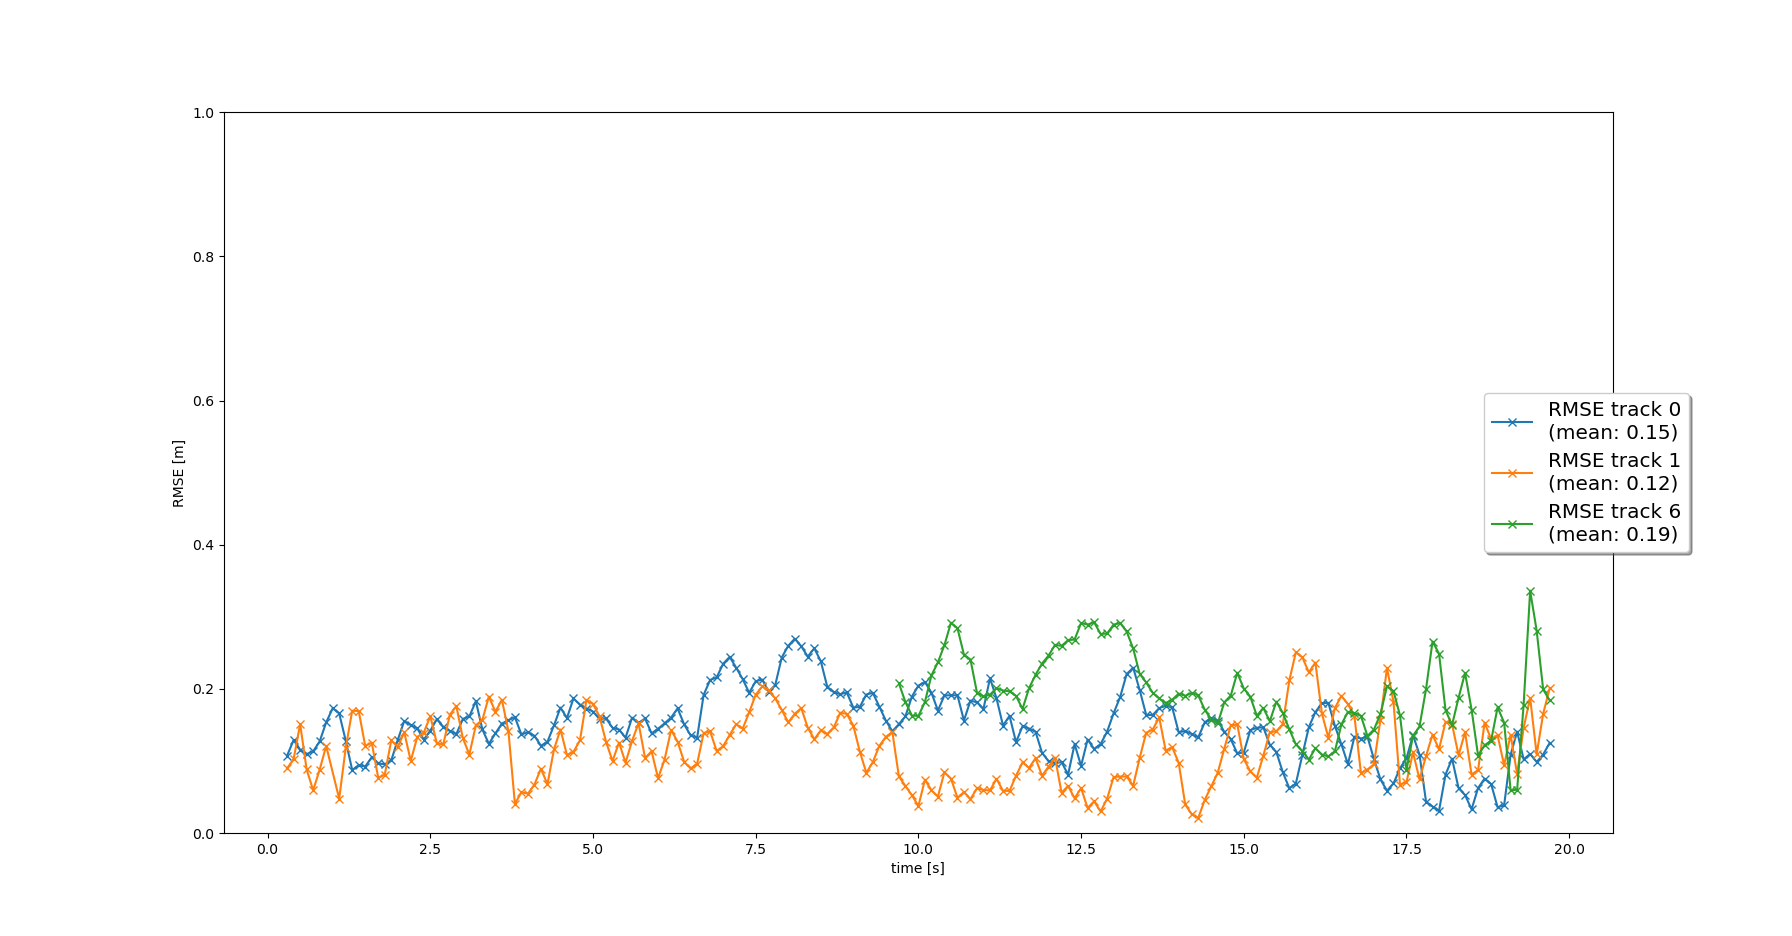 1.0
0.8
0.6
0.4
0.2
0.0
RMSE [m]
0.0 2.5 5.0 7.5 10.0 12.5 15.0 17.5 20.0
time [s]
RMSE track 0
(mean: 0.15)
RMSE track 1
(mean: 0.12)
RMSE track 6
(mean: 0.19)